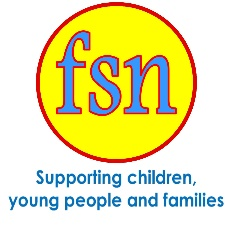 fsn
Supporting children,
young people and families